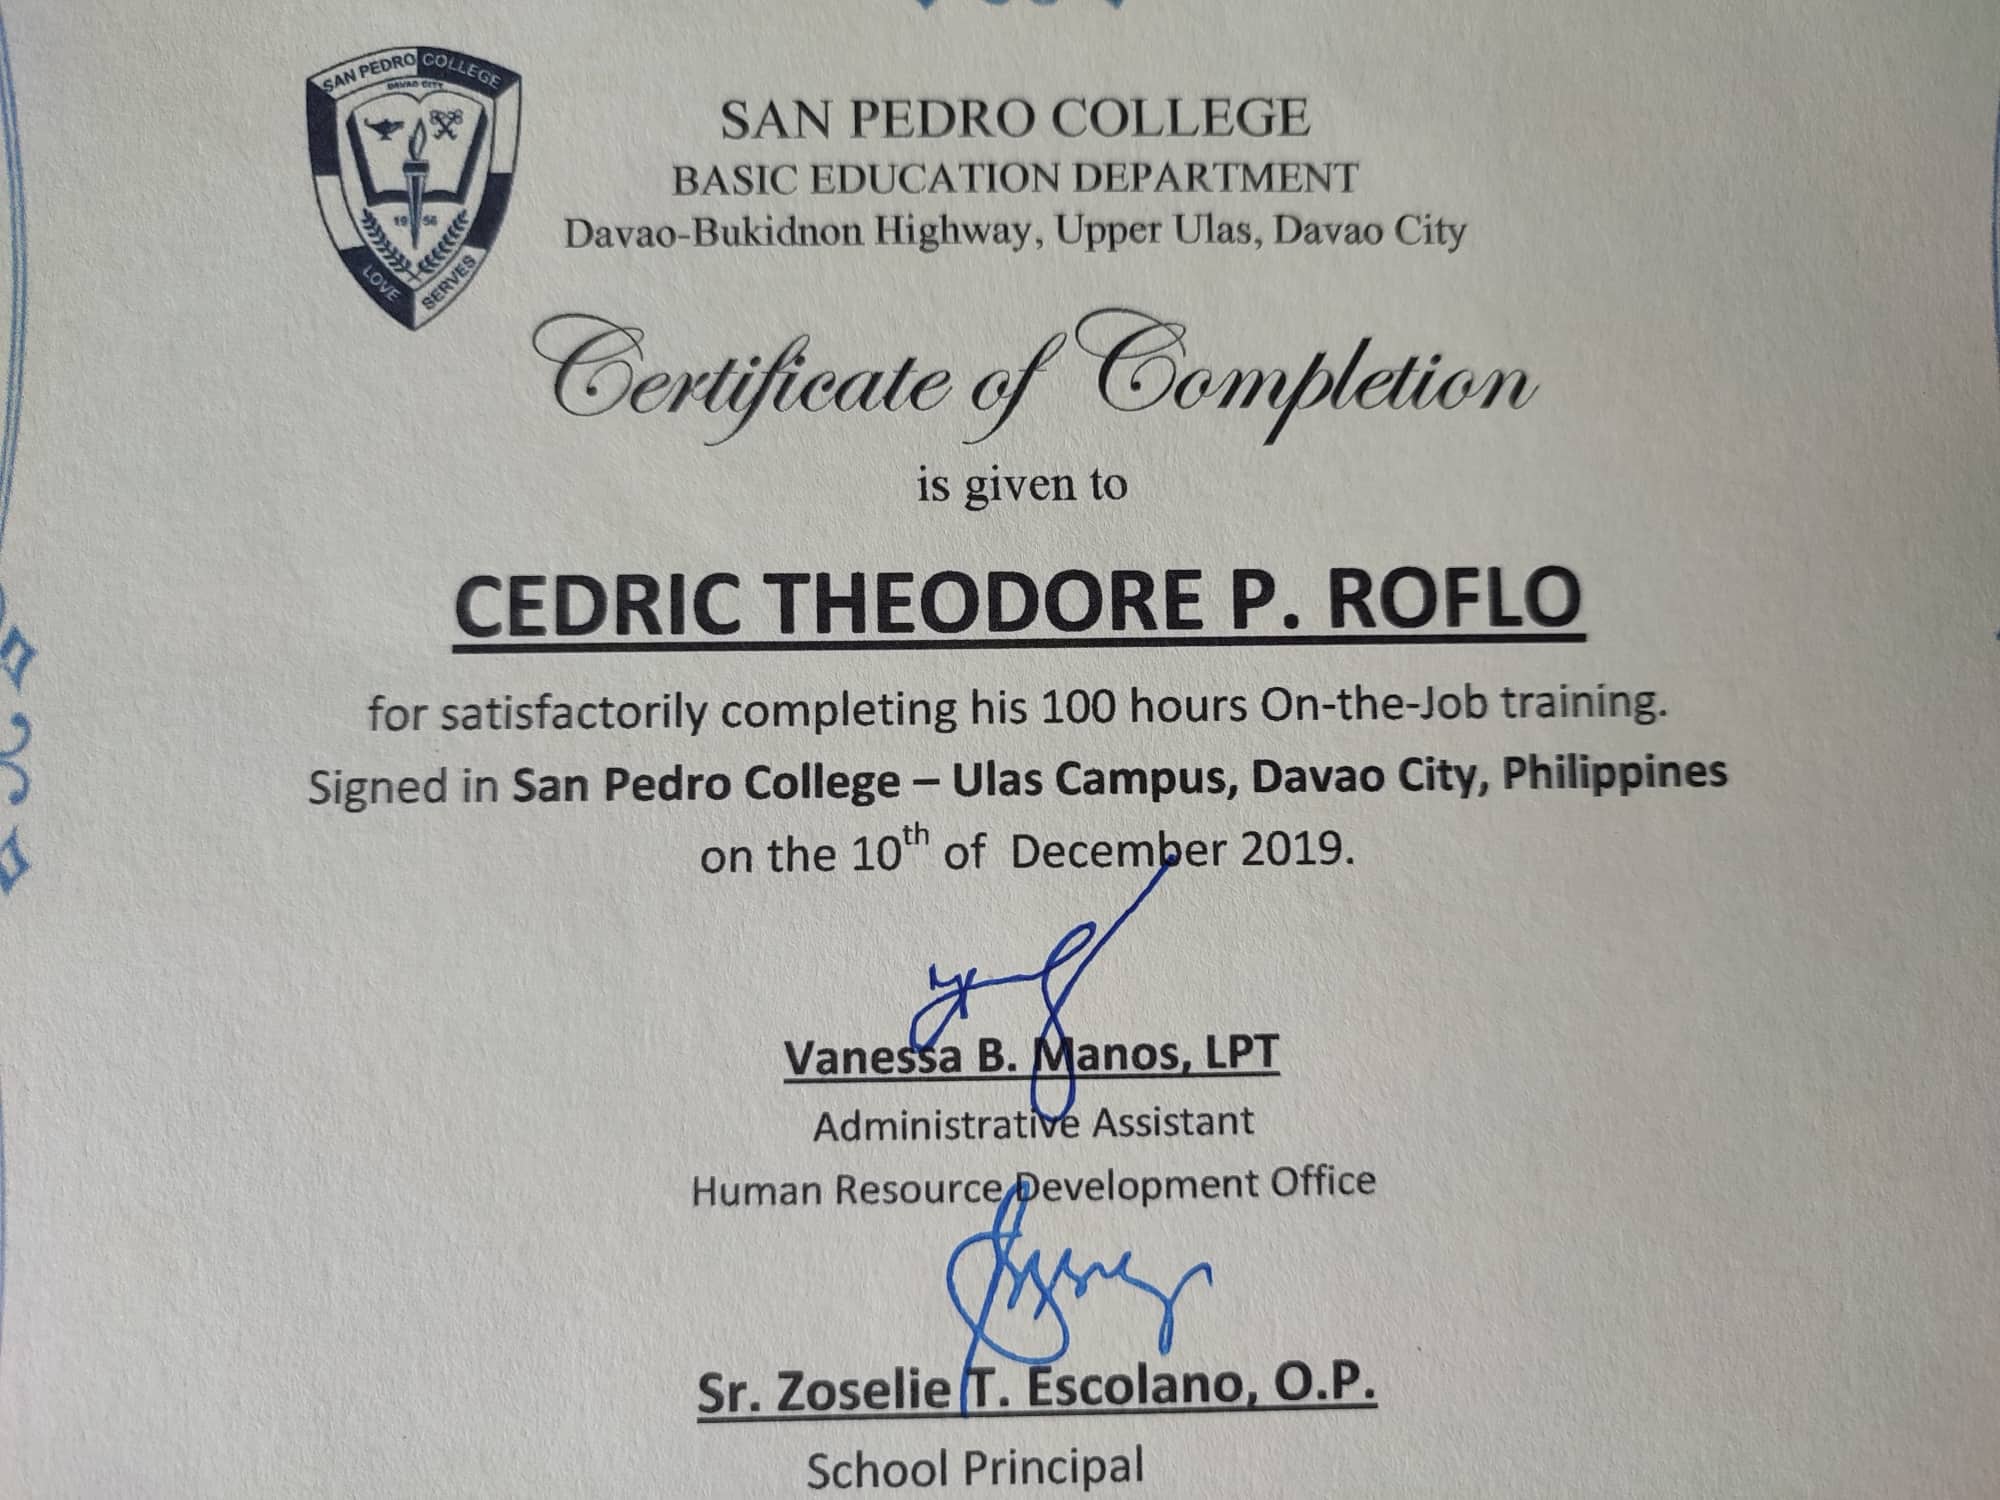 SAN PEDRO COLLEGE
DAVAO CITY
1956
LOVE SERVES
SAN PEDRO COLLEGE
BASIC EDUCATION DEPARTMENT
Davao-Bukidnon Highway, Upper Ulas, Davao City
Certificate of Completion
is given to
CEDRIC THEODORE P. ROFLO
for satisfactorily completing his 100 hours On-the-Job training.
Signed in San Pedro College – Ulas Campus, Davao City, Philippines
on the 10th of December 2019.
Vanessa B. Manos, LPT
Administrative Assistant
Human Resource Development Office
Sr. Zoselie T. Escolano, O.P.
School Principal